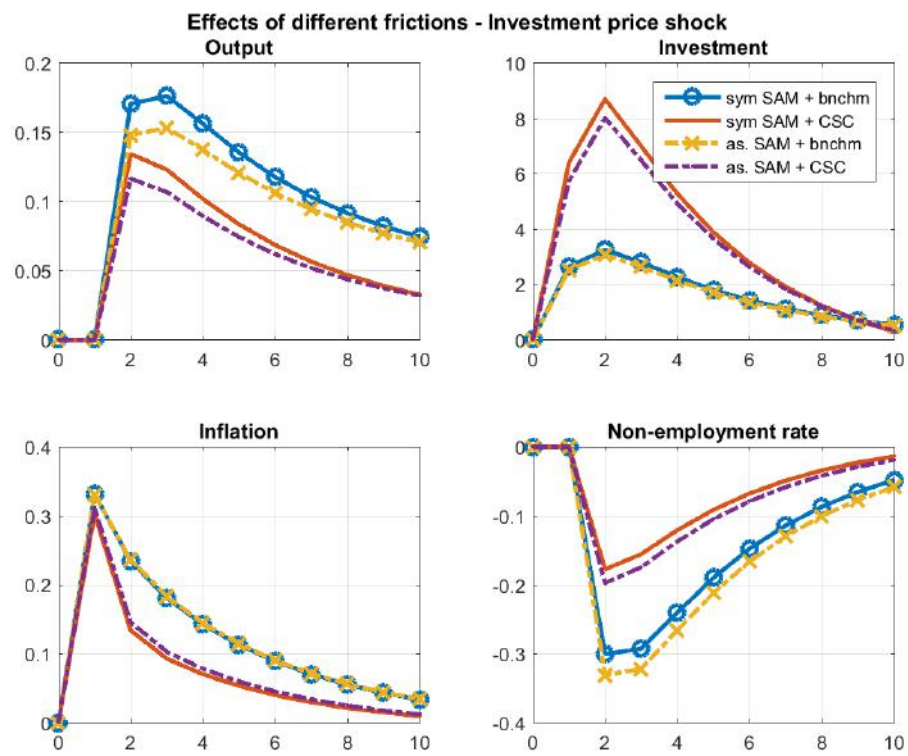 Effects of different frictions - Investment price shock
Output
0.2
0.15
0.1
0.05
0
0 2 4 6 8 10
Investment
10
8
6
4
2
0
0 2 4 6 8 10
sym SAM + bnchm
sym SAM + CSC
as. SAM + bnchm
as. SAM + CSC
Inflation
0.4
0.3
0.2
0.1
0
0 2 4 6 8 10
Non-employment rate
0
-0.1
-0.2
-0.3
-0.4
0 2 4 6 8 10